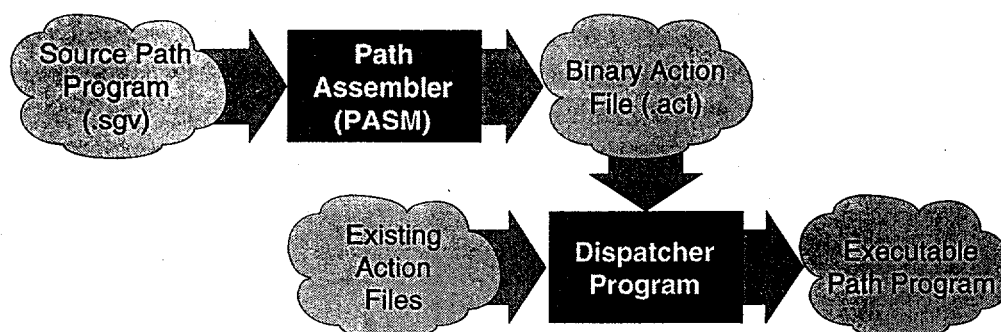 Source Path
Program
(.sgv)
Path
Assembler
(PASM)
Binary Action
File (.act)
Existing
Action
Files
Dispatcher
Program
Executable
Path Program